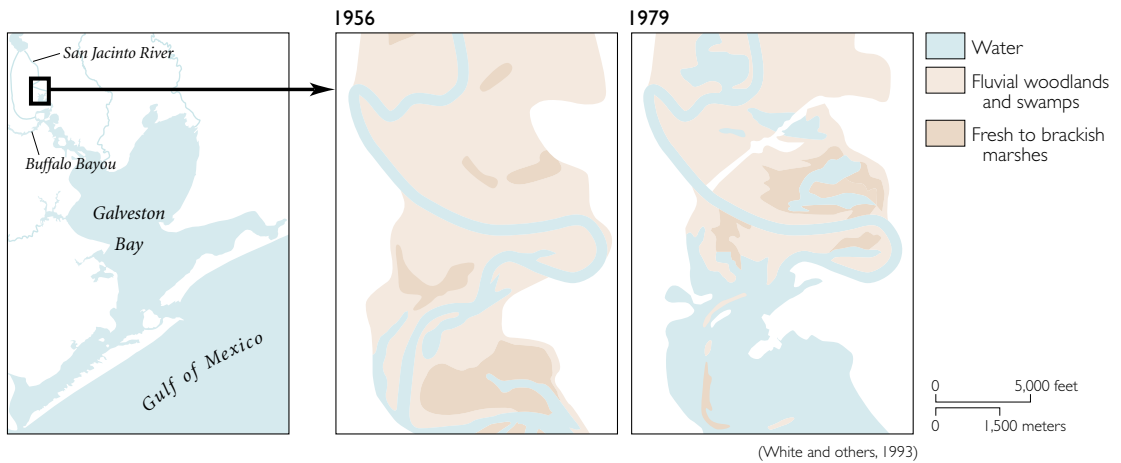 1956
1979
San Jacinto River
Buffalo Bayou
Galveston
Bay
Gulf of Mexico
Water
Fluvial woodlands
and swamps
Fresh to brackish
marshes
0 5,000 feet
0 1,500 meters
(White and others, 1993)